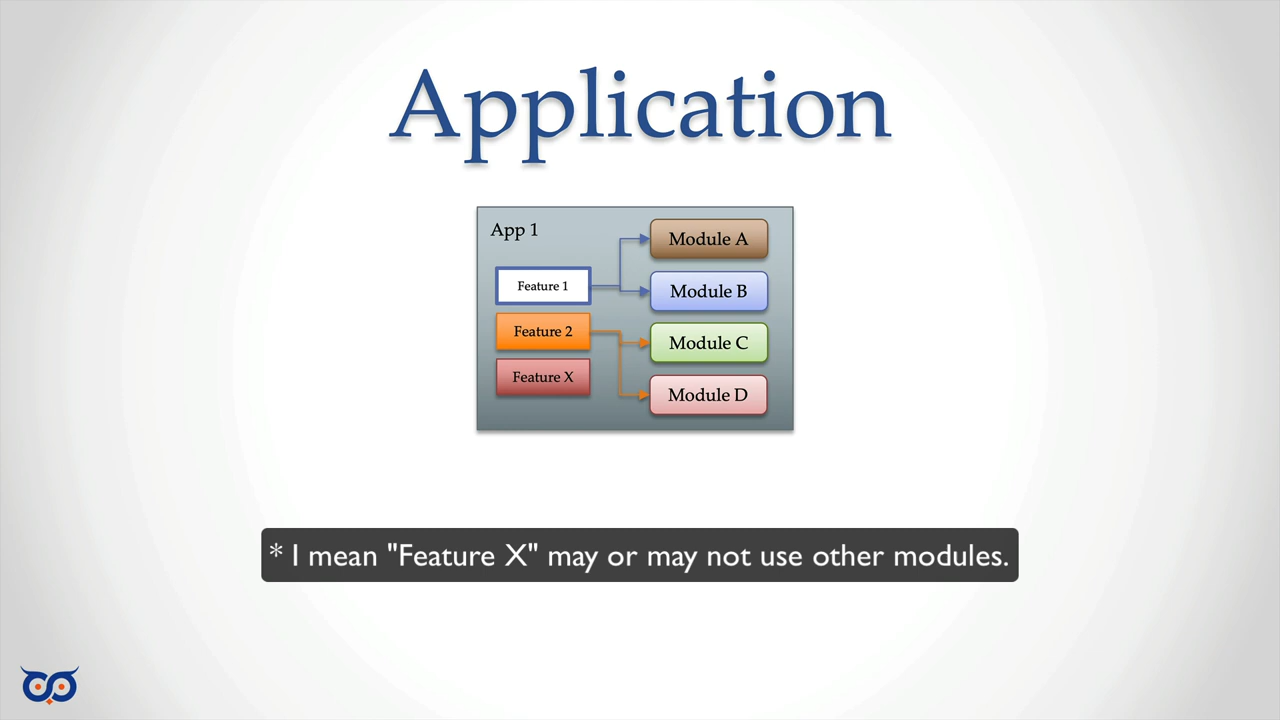 Application
App 1
Module A
Feature 1
Module B
Feature 2
Module C
Feature X
Module D
* I mean "Feature X" may or may not use other modules.